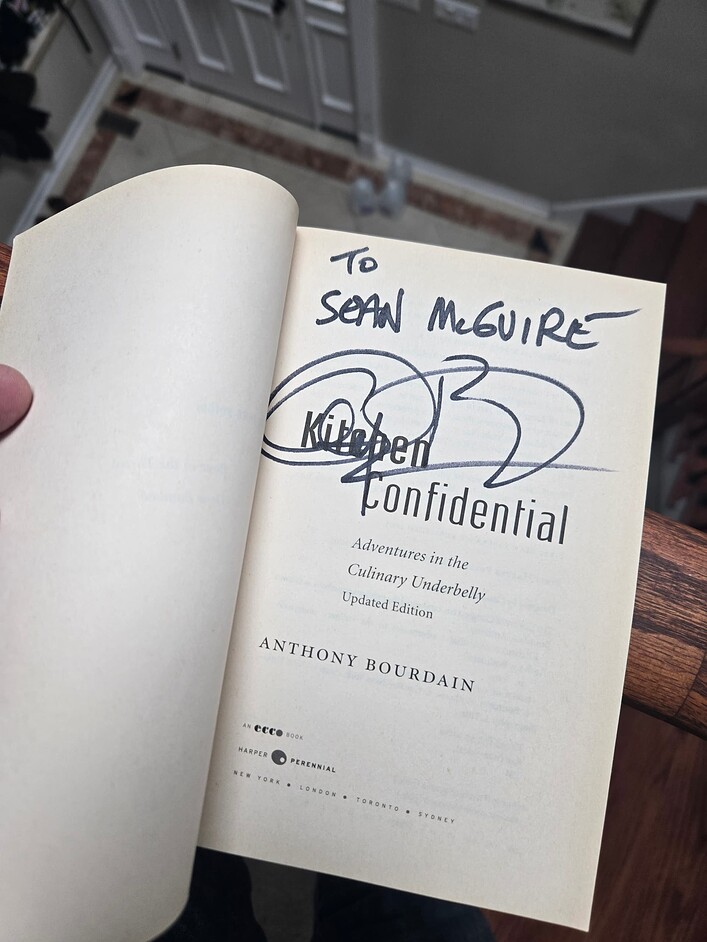 TO
SEAN McGUIRE
Kitchen
Confidential
Adventures in the
Culinary Underbelly
Updated Edition
ANTHONY BOURDAIN
AN ecco BOOK
HARPER PERENNIAL
NEW YORK • LONDON • TORONTO • SYDNEY